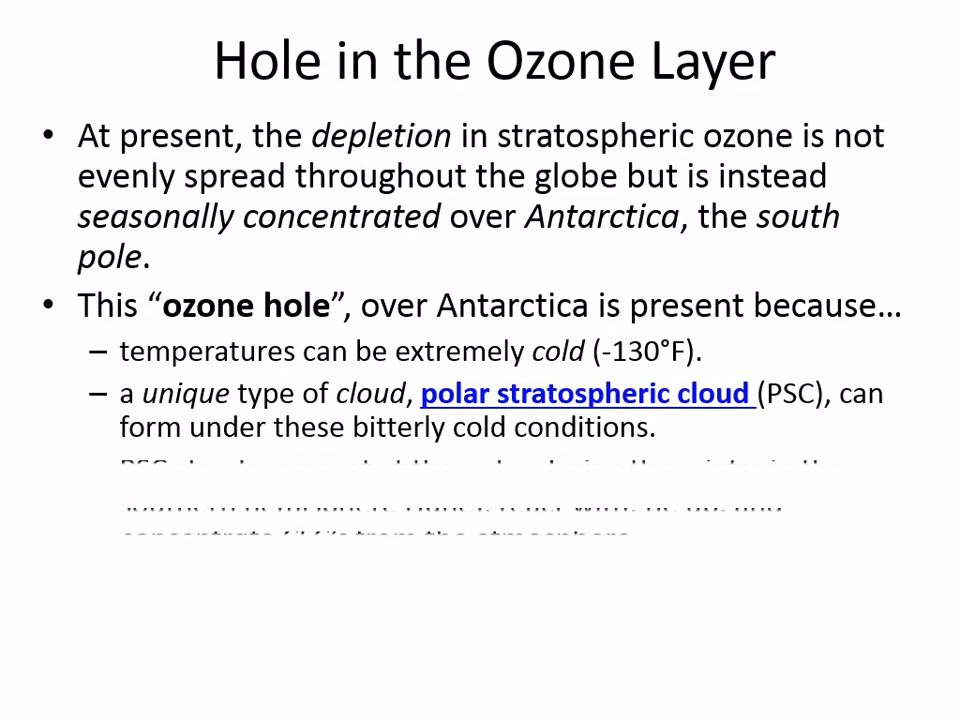 Hole in the Ozone Layer
• At present, the depletion in stratospheric ozone is not
evenly spread throughout the globe but is instead
seasonally concentrated over Antarctica, the south
pole.
• This “ozone hole”, over Antarctica is present because…
– temperatures can be extremely cold (-130°F).
– a unique type of cloud, polar stratospheric cloud (PSC), can
form under these bitterly cold conditions.